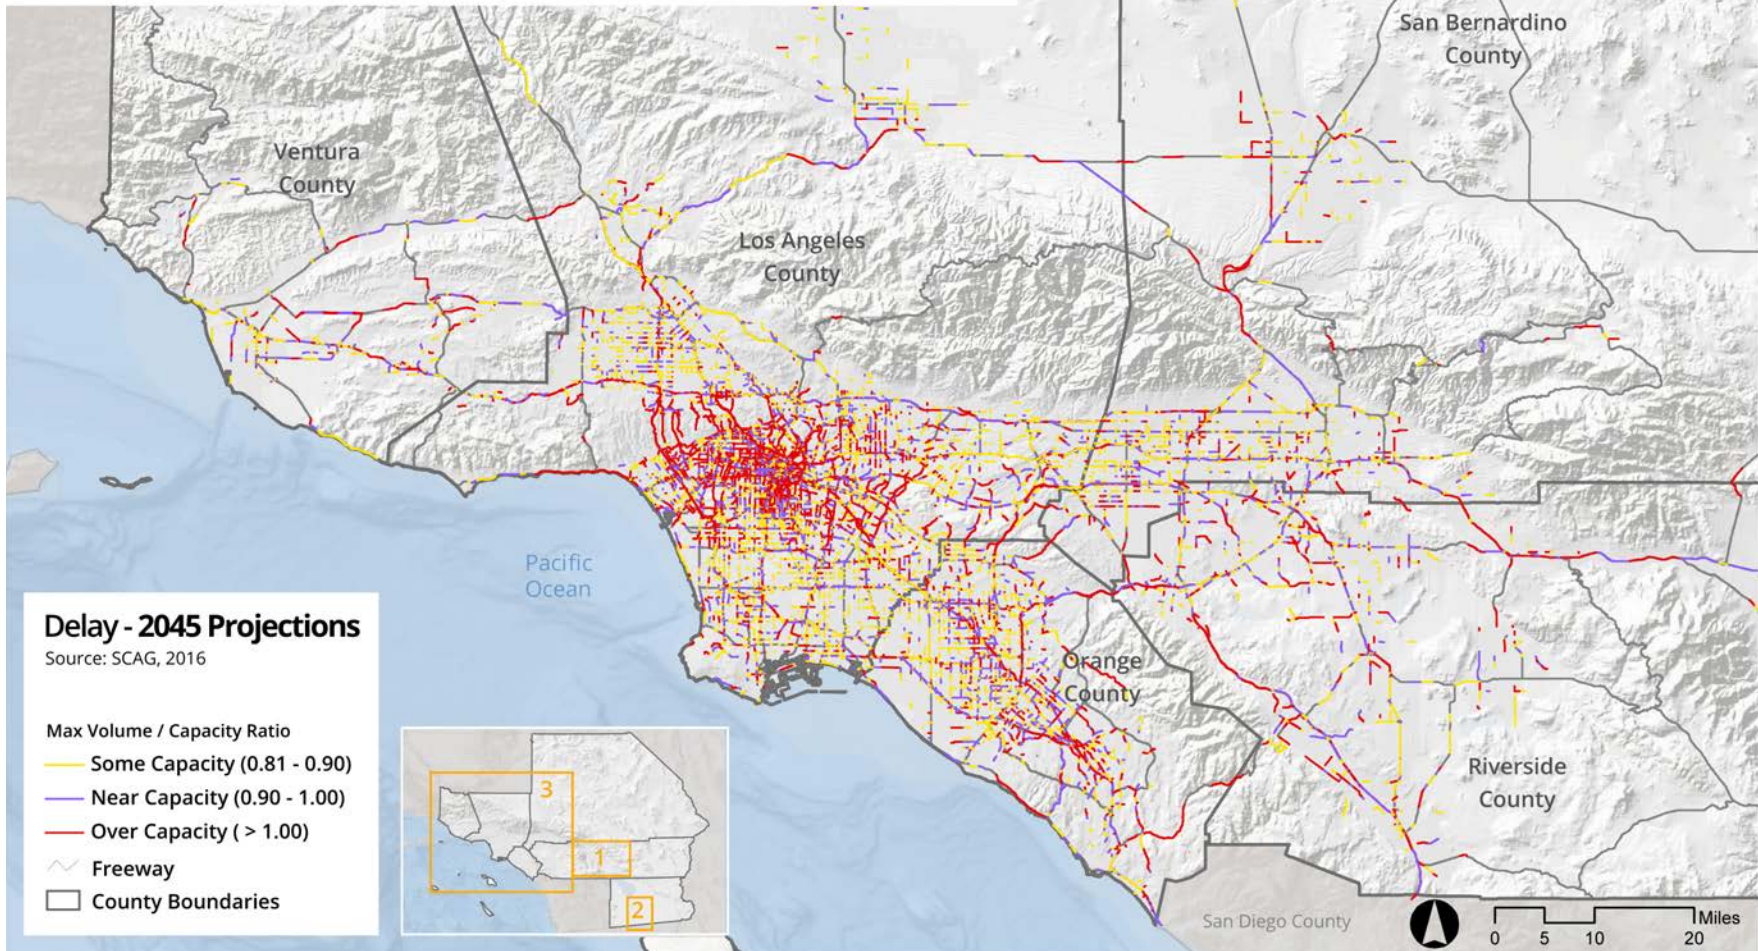 San Bernardino
County
Ventura
County
Los Angeles
County
Pacific
Ocean
Orange
County
Riverside
County
San Diego County
Delay - 2045 Projections
Source: SCAG, 2016
Max Volume / Capacity Ratio
Some Capacity (0.81 - 0.90)
Near Capacity (0.90 - 1.00)
Over Capacity ( > 1.00)
Freeway
County Boundaries
3
1
2
Miles
0 5 10 20